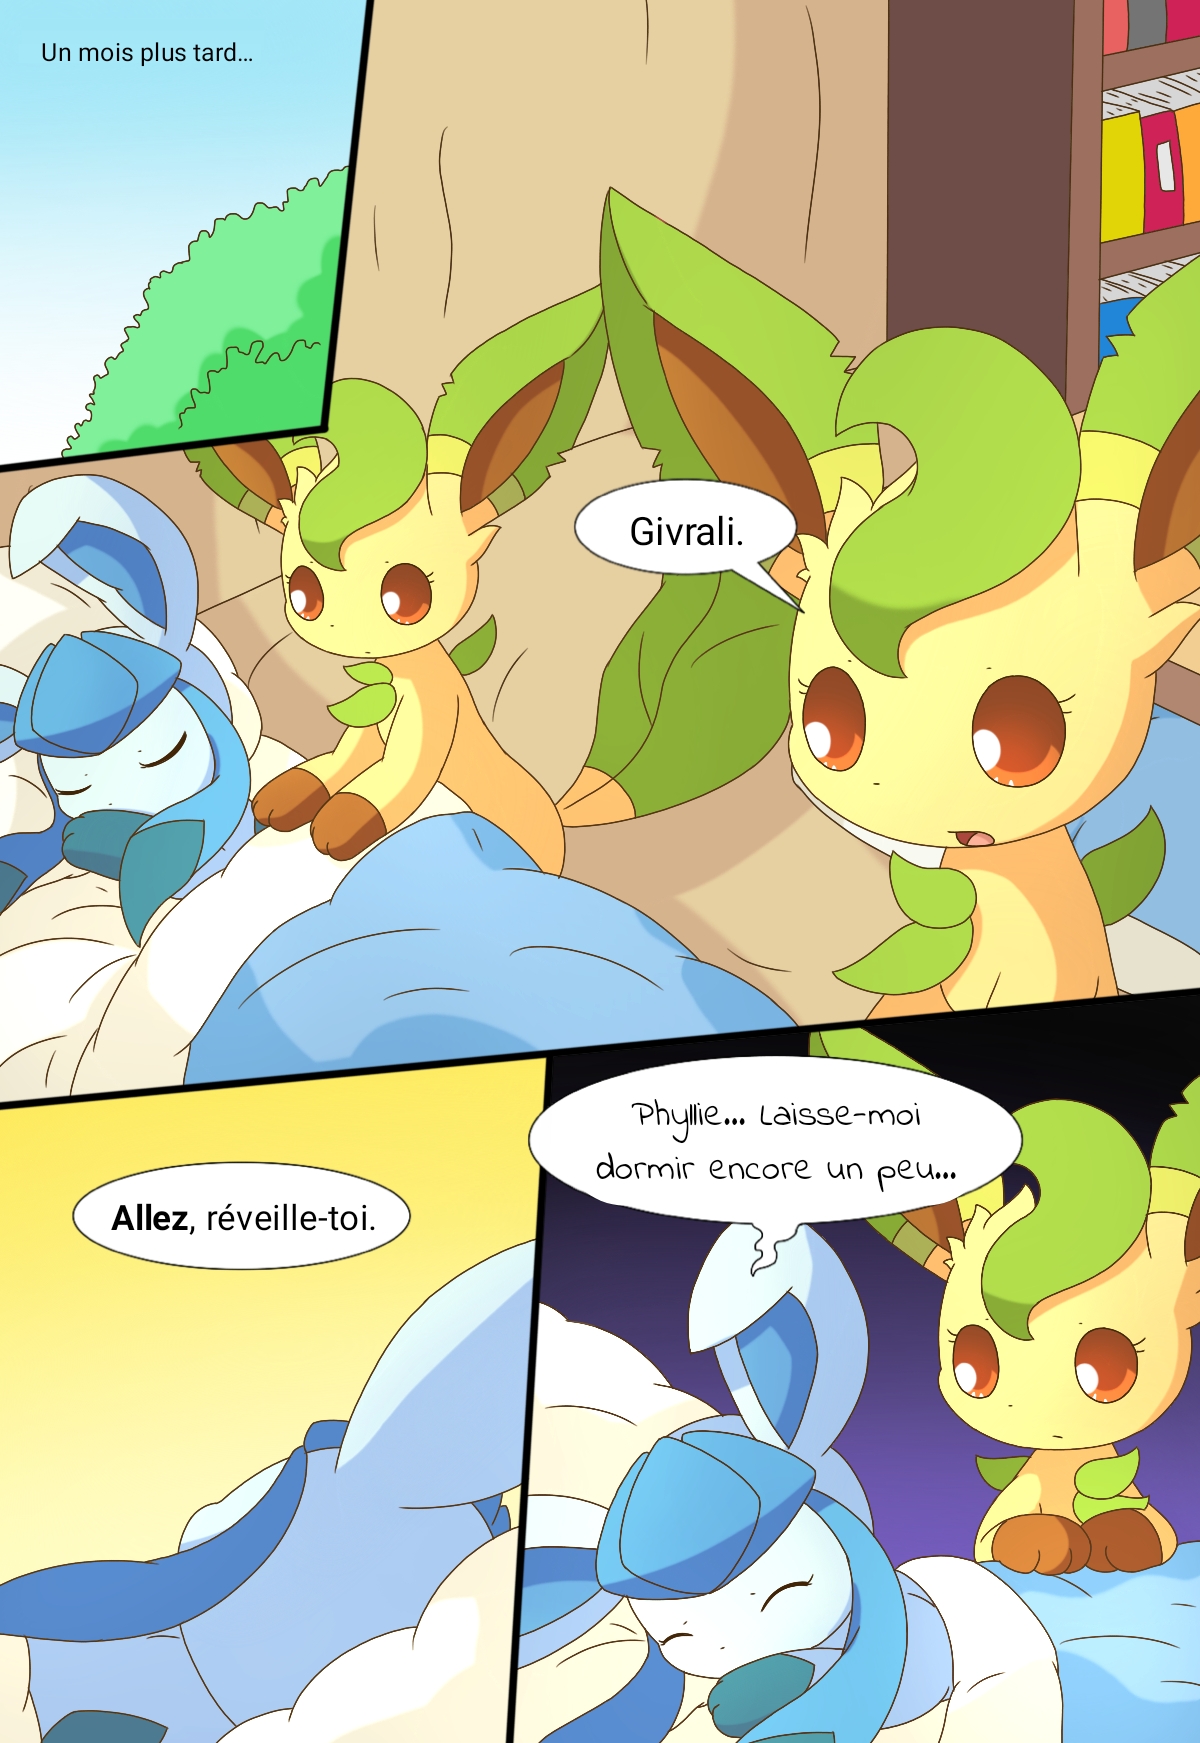 Un mois plus tard...
Givrali.
Allez, réveille-toi.
Phyllie... Laisse-moi
dormir encore un peu...